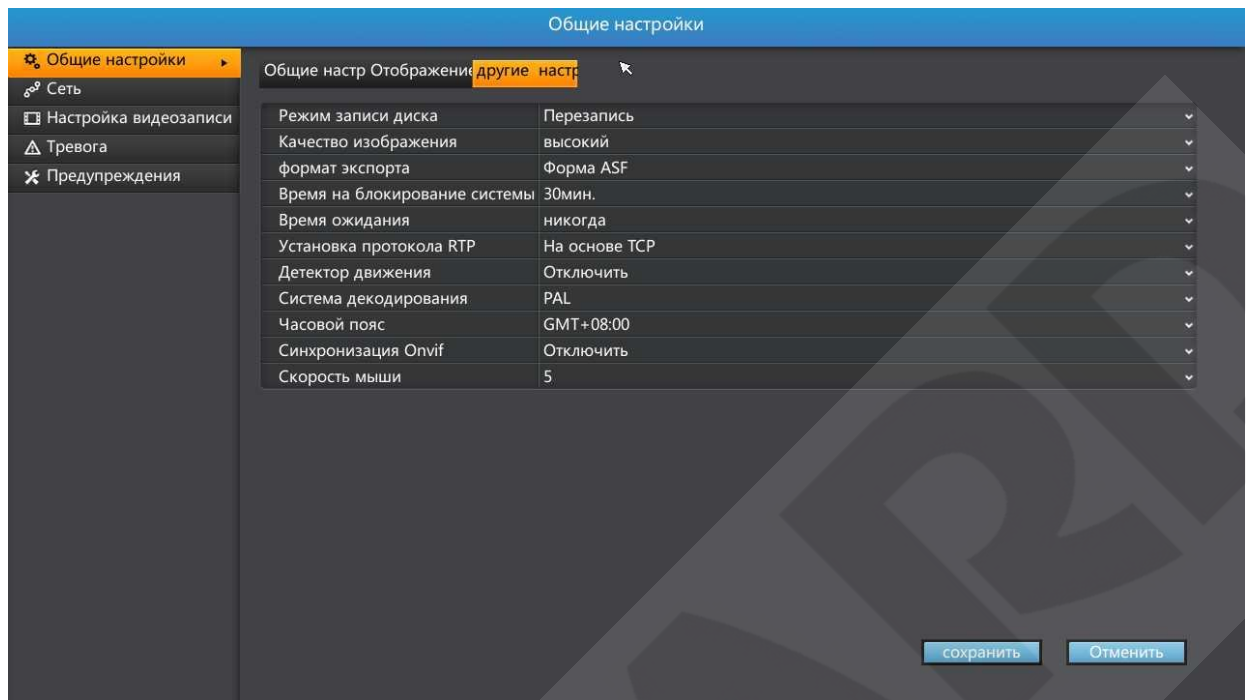 Общие настройки
Общие настройки
Сеть
Настройка видеозаписи
Тревога
Предупреждения
Общие настр Отображение другие настр
Режим записи диска Перезапись
Качество изображения высокий
формат экспорта Форма ASF
Время на блокирование системы 30мин.
Время ожидания никогда
Установка протокола RTP На основе TCP
Детектор движения Отключить
Система декодирования PAL
Часовой пояс GMT+08:00
Синхронизация Onvif Отключить
Скорость мыши 5
сохранить Отменить